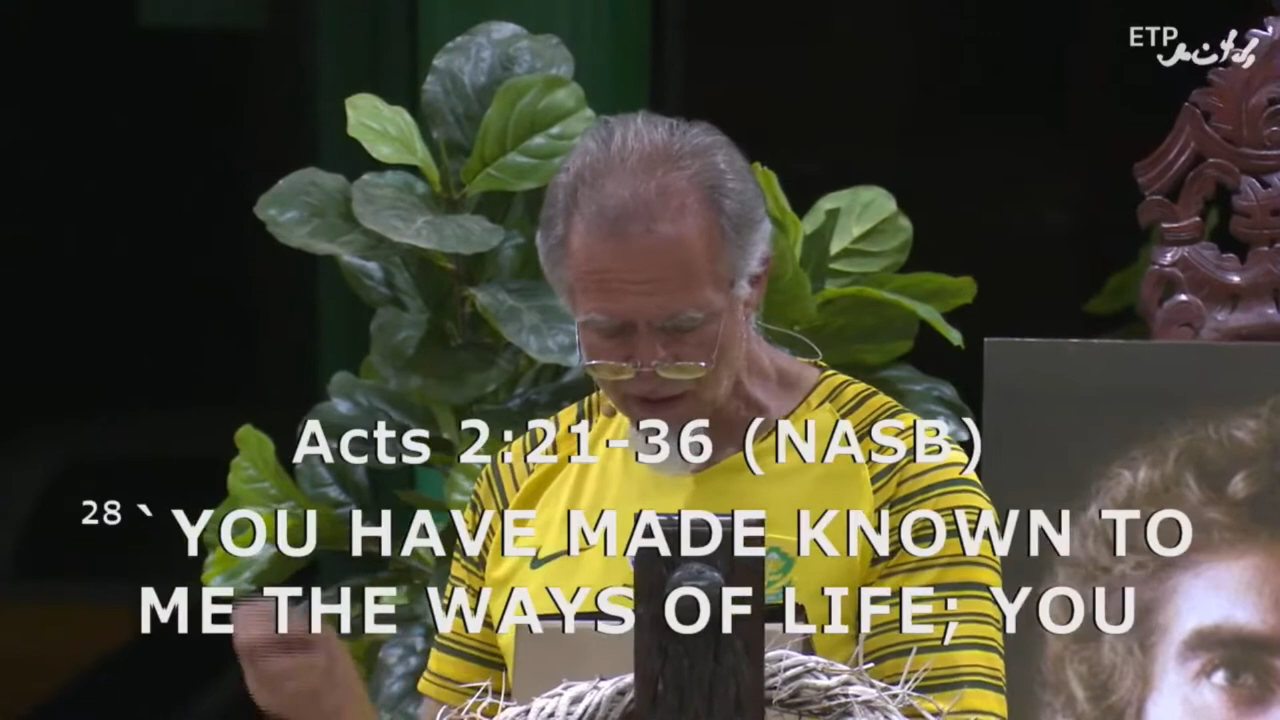 ETP
Acts 2:21-36 (NASB)
28 `YOU HAVE MADE KNOWN TO
ME THE WAYS OF LIFE; YOU